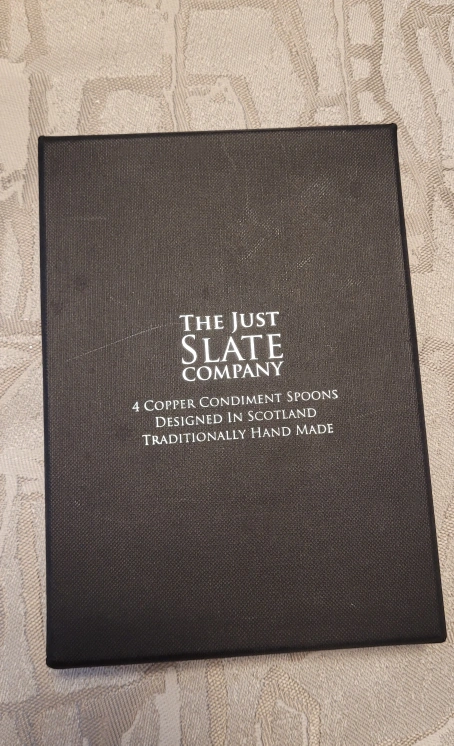 The Just
Slate
Company
4 Copper Condiment Spoons
Designed In Scotland
Traditionally Hand Made